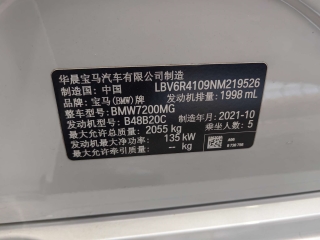 华晨宝马汽车有限公司制造
制造国: 中国 LBV6R4109NM219526
品牌: 宝马(BMW)牌 发动机排量: 1998 mL
整车型号: BMW7200MG
发动机型号: B48B20C 制造年月: 2021-10
最大允许总质量: 2055 kg 乘坐人数: 5
发动机最大净功率: 135 kW
最大允许牵引质量: -- kg